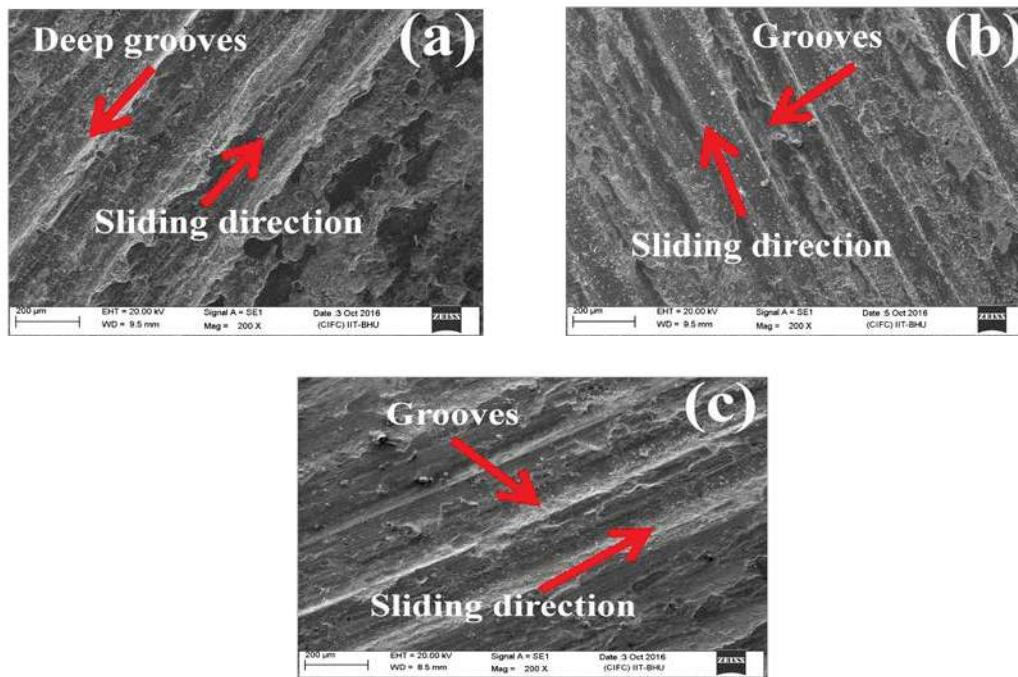 (a)
Deep grooves
Sliding direction
200 µm
EHT = 20.00 kV
Signal A = SE1
Date :3 Oct 2016
WD = 9.5 mm
Mag = 200 X
(CIFC) IIT-BHU
ZEISS
(b)
Grooves
Sliding direction
200 µm
EHT = 20.00 kV
Signal A = SE1
Date :5 Oct 2016
WD = 9.5 mm
Mag = 200 X
(CIFC) IIT-BHU
ZEISS
(c)
Grooves
Sliding direction
200 µm
EHT = 20.00 kV
Signal A = SE1
Date :3 Oct 2016
WD = 8.5 mm
Mag = 200 X
(CIFC) IIT-BHU
ZEISS